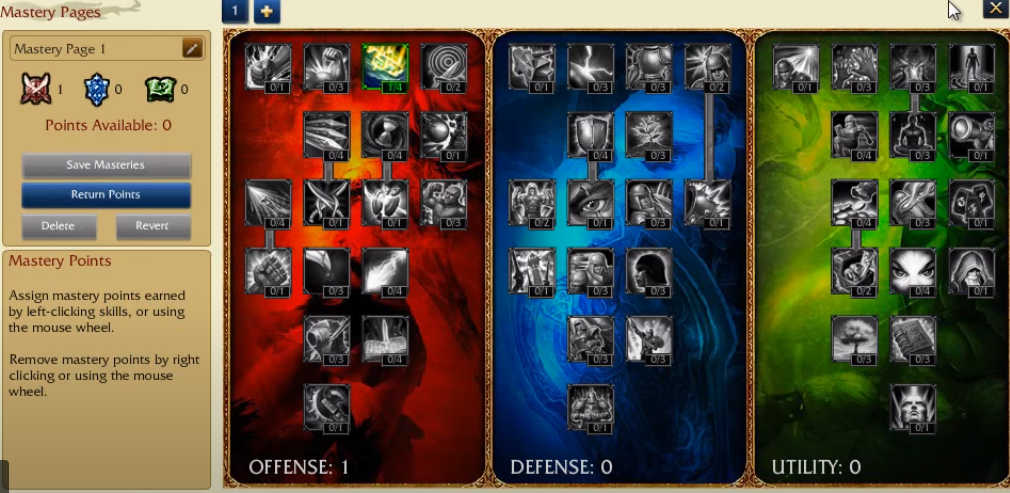 Mastery Pages
1
Mastery Page 1
1 0 0
Points Available: 0
Save Masteries
Return Points
Delete Revert
Mastery Points
Assign mastery points earned
by left-clicking skills, or using
the mouse wheel.
Remove mastery points by right
clicking or using the mouse
wheel.
0/1 0/3 1/4 0/2
0/4 0/4 0/1
0/4 0/1 0/1 0/3
0/1 0/3 0/4
0/3 0/4
0/1
OFFENSE: 1
0/1 0/3 0/3 0/2
0/4 0/3
0/2 0/1 0/3 0/1
0/1 0/3 0/3
0/3 0/3
0/1
DEFENSE: 0
0/1 0/3 0/3 0/1
0/4 0/3 0/1
0/4 0/3 0/1
0/2 0/4 0/1
0/3 0/3
0/1
UTILITY: 0